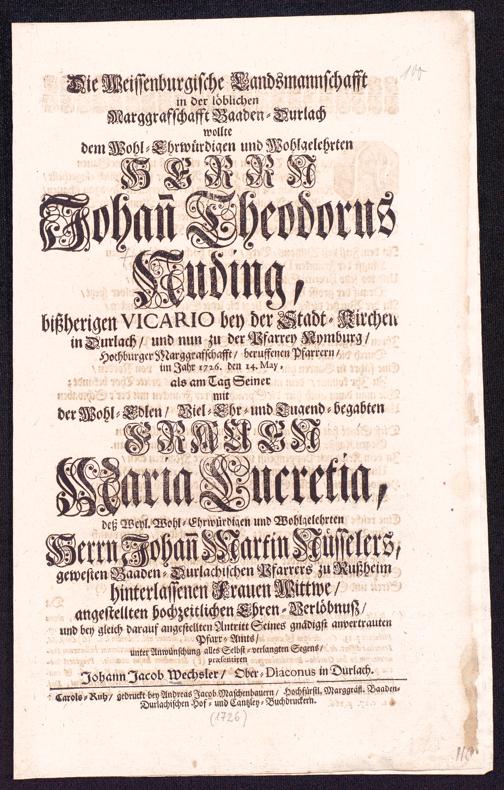 100
Die Weissenburgische Landsmannschafft
in der löblichen
Marggrafschafft Baaden-Durlach
wollte
dem Wohl-Ehrwürdigen und Wohlgelehrten
HERRN
Johañ Theodorus
Nuding,
bißherigen VICARIO bey der Stadt-Kirchen
in Durlach/ und nun zu der Pfarrey Nymburg/
Hochburger Marggraffschafft/ beruffenen Pfarrern/
im Jahr 1726. den 14. May.
als am Tag Seiner
mit
der Wohl-Edlen/ Viel-Ehr- und Tugend-begabten
FRAUEN
Maria Lucretia,
deß Weyl. Wohl-Ehrwürdigen und Wohlgelehrten
Herrn Johañ Martin Nüsselers,
gewesten Baaden-Durlachischen Pfarrers zu Rußheim
hinterlassenen Frauen Wittwe/
angestellten hochzeitlichen Ehren-Verlöbnuß/
und bey gleich darauf angestellten Antritt Seines gnädigst anvertrauten
Pfarr-Amts/
unter Anwünschung alles Selbst-verlangten Segens/
præsentiren
Johann Jacob Wechsler/ Ober-Diaconus in Durlach.
Carols-Ruh/ gedruckt bey Andreas Jacob Maschenbauern/ Hochfürstl. Marggräfl. Baaden-
Durlachischen Hof- und Cantzley-Buchdruckern.
(1726)